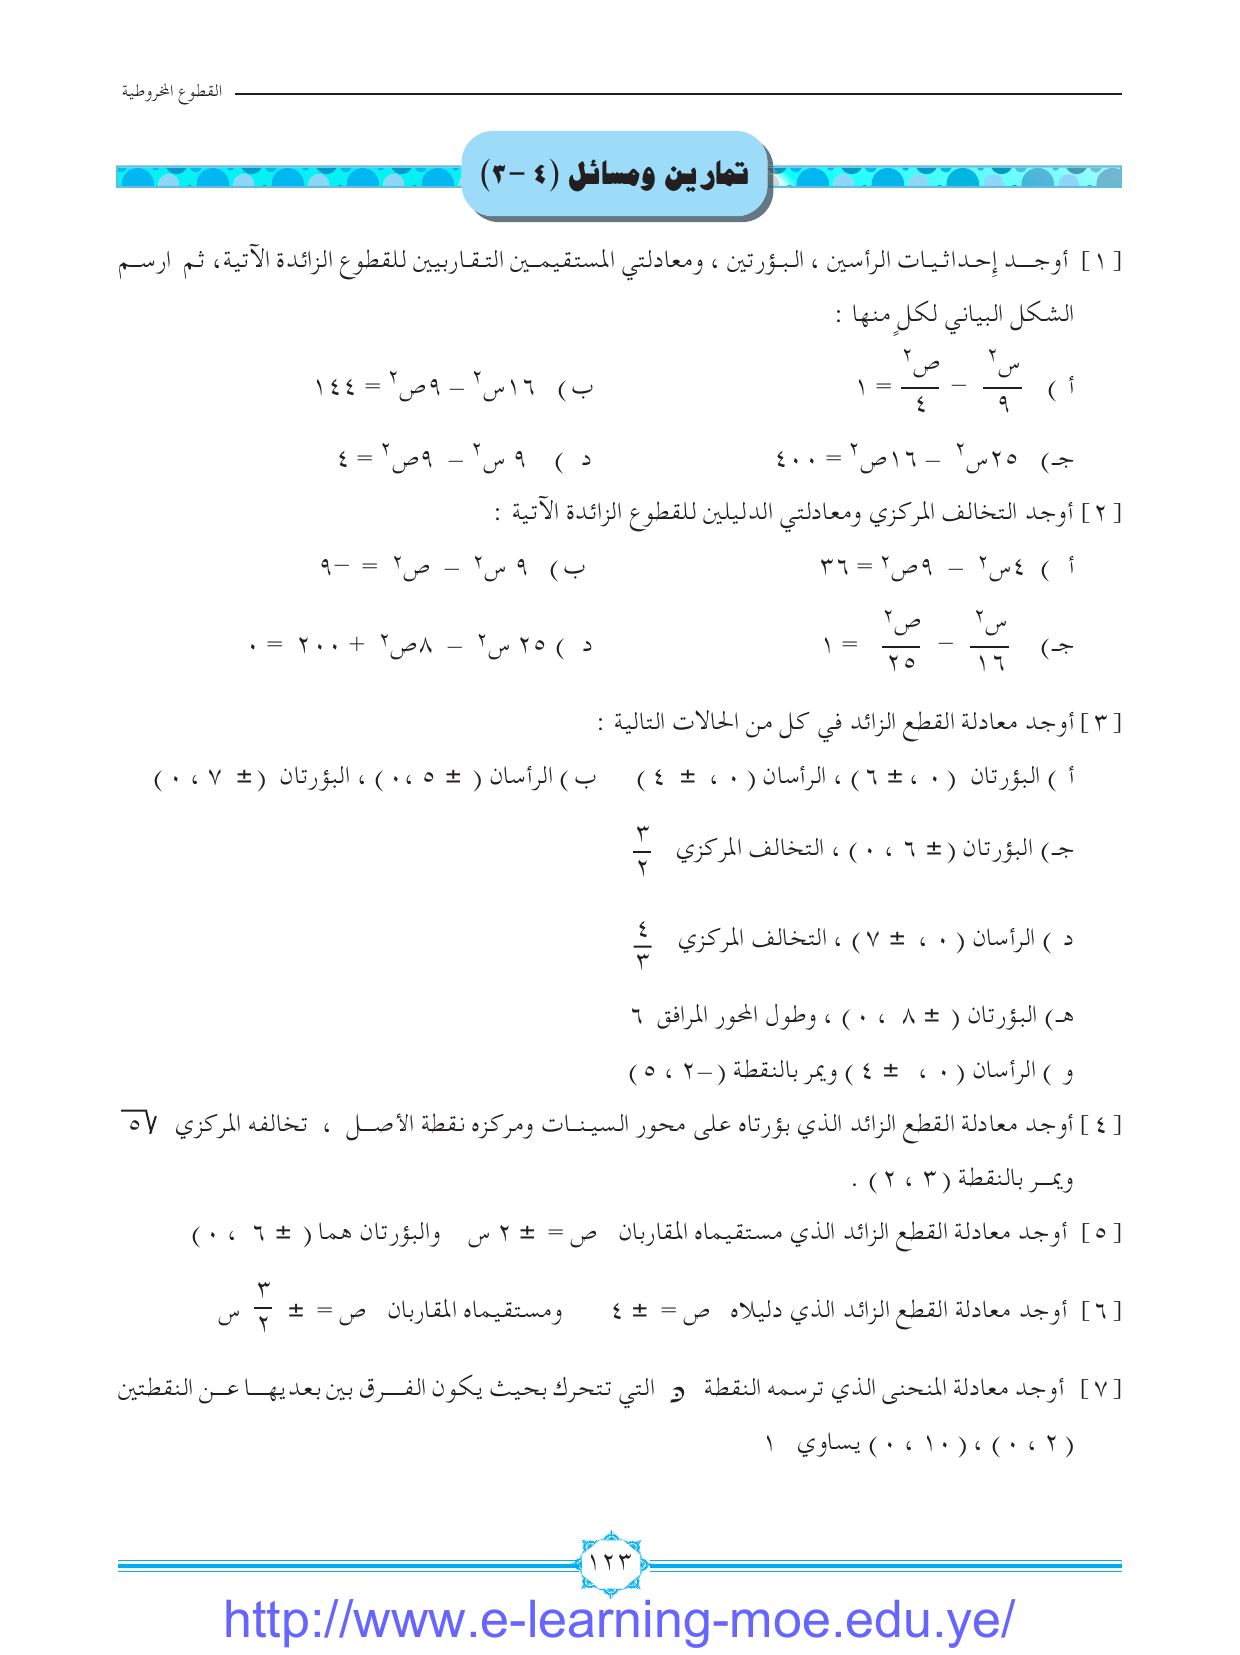 القطوع المخروطية
تمارين ومسائل (٤ -٣)
[١] أوجـــد إحداثيات الرأسين ، البؤرتين ، ومعادلتي المستقيمين التقاربيين للقطوع الزائدة الآتية، ثم ارسم
الشكل البياني لكلٍ منها :
أ ) س٢/٩ − ص٢/٤ = ١ ب) ١٦س٢ − ٩ص٢ = ١٤٤
جـ) ٢٥س٢ − ١٦ص٢ = ٤٠٠ د ) ٩ س٢ − ٩ص٢ = ٤
[٢] أوجد التخالف المركزي ومعادلتي الدليلين للقطوع الزائدة الآتية :
أ ) ٤س٢ − ٩ص٢ = ٣٦ ب) ٩ س٢ − ص٢ = −٩
جـ) س٢/١٦ − ص٢/٢٥ = ١ د ) ٢٥ س٢ − ٨ص٢ + ٢٠٠ = ٠
[٣] أوجد معادلة القطع الزائد في كل من الحالات التالية :
أ ) البؤرتان (٠ ، ± ٦) ، الرأسان (٠ ، ± ٤) ب) الرأسان (± ٥ ،٠) ، البؤرتان (± ٧ ، ٠)
جـ) البؤرتان (± ٦ ، ٠) ، التخالف المركزي ٣/٢
د ) الرأسان (٠ ، ± ٧) ، التخالف المركزي ٤/٣
هـ) البؤرتان (± ٨ ، ٠) ، وطول المحور المرافق ٦
و ) الرأسان (٠ ، ± ٤) ويمر بالنقطة (−٢ ، ٥)
[٤] أوجد معادلة القطع الزائد الذي بؤرتاه على محور السينات ومركزه نقطة الأصل ، تخالفه المركزي √٥
ويمر بالنقطة (٣ ، ٢) .
[٥] أوجد معادلة القطع الزائد الذي مستقيماه المقاربان ص = ± ٢ س والبؤرتان هما (± ٦ ، ٠)
[٦] أوجد معادلة القطع الزائد الذي دليلاه ص = ± ٤ ومستقيماه المقاربان ص = ± ٣/٢ س
[٧] أوجد معادلة المنحنى الذي ترسمه النقطة التي تتحرك بحيث يكون الفرق بين بعديها عن النقطتين
(٢ ، ٠) ، (١٠ ، ٠) يساوي ١
١٢٣
http://www.e-learning-moe.edu.ye/